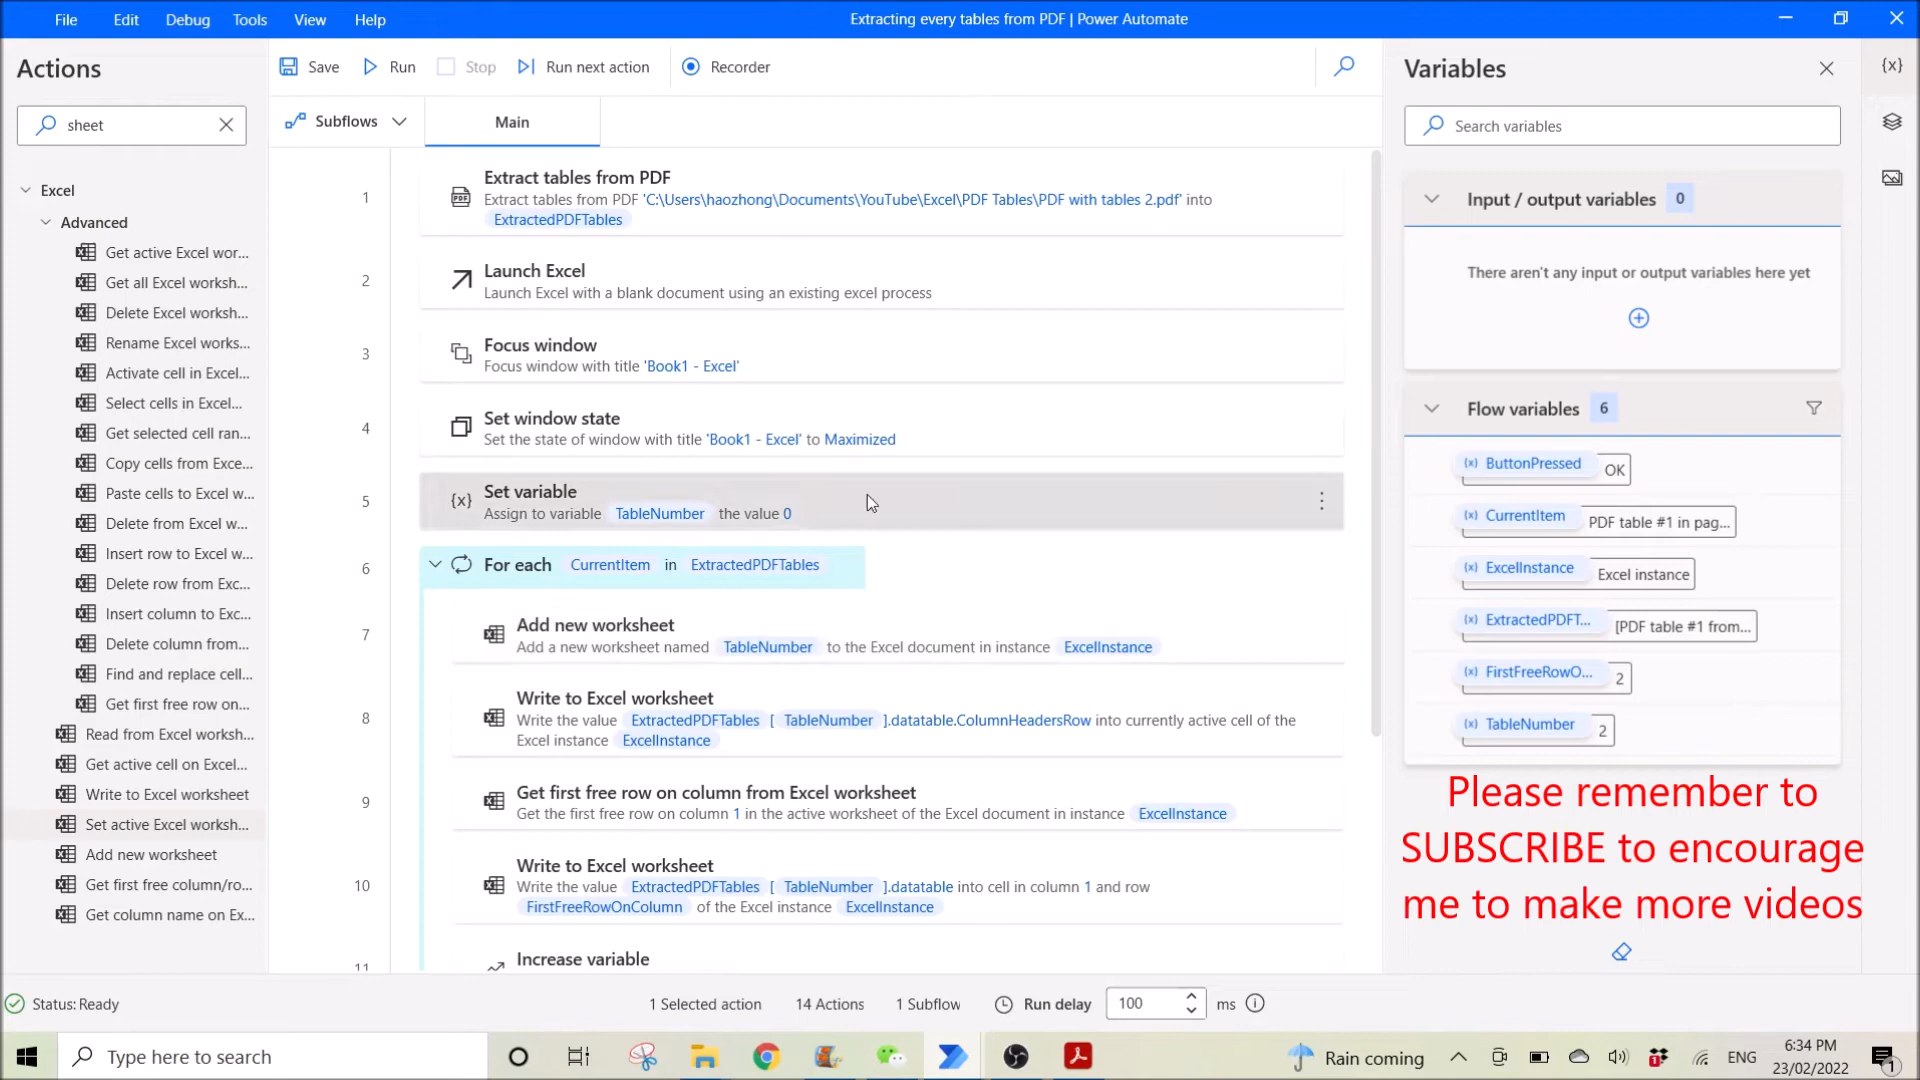 File Edit Debug Tools View Help
Extracting every tables from PDF | Power Automate
Actions
sheet
Excel
Advanced
Get active Excel wor...
Get all Excel worksh...
Delete Excel worksh...
Rename Excel works...
Activate cell in Excel...
Select cells in Excel...
Get selected cell ran...
Copy cells from Exce...
Paste cells to Excel w...
Delete from Excel w...
Insert row to Excel w...
Delete row from Exc...
Insert column to Exc...
Delete column from...
Find and replace cell...
Get first free row on...
Read from Excel worksh...
Get active cell on Excel...
Write to Excel worksheet
Set active Excel worksh...
Add new worksheet
Get first free column/ro...
Get column name on Ex...
Save Run Stop Run next action Recorder
Subflows Main
1 Extract tables from PDF
Extract tables from PDF 'C:\Users\haozhong\Documents\YouTube\Excel\PDF Tables\PDF with tables 2.pdf' into
ExtractedPDFTables
2 Launch Excel
Launch Excel with a blank document using an existing excel process
3 Focus window
Focus window with title 'Book1 - Excel'
4 Set window state
Set the state of window with title 'Book1 - Excel' to Maximized
5 {x} Set variable
Assign to variable TableNumber the value 0
6 For each CurrentItem in ExtractedPDFTables
7 Add new worksheet
Add a new worksheet named TableNumber to the Excel document in instance ExcelInstance
8 Write to Excel worksheet
Write the value ExtractedPDFTables [ TableNumber ].datatable.ColumnHeadersRow into currently active cell of the
Excel instance ExcelInstance
9 Get first free row on column from Excel worksheet
Get the first free row on column 1 in the active worksheet of the Excel document in instance ExcelInstance
10 Write to Excel worksheet
Write the value ExtractedPDFTables [ TableNumber ].datatable into cell in column 1 and row
FirstFreeRowOnColumn of the Excel instance ExcelInstance
11 Increase variable
Variables
{x}
Search variables
Input / output variables 0
There aren't any input or output variables here yet
Flow variables 6
(x) ButtonPressed OK
(x) CurrentItem PDF table #1 in pag...
(x) ExcelInstance Excel instance
(x) ExtractedPDFT... [PDF table #1 from...
(x) FirstFreeRowO... 2
(x) TableNumber 2
Please remember to
SUBSCRIBE to encourage
me to make more videos
Status: Ready 1 Selected action 14 Actions 1 Subflow Run delay 100 ms
Type here to search
Rain coming
1
ENG
6:34 PM
23/02/2022
1